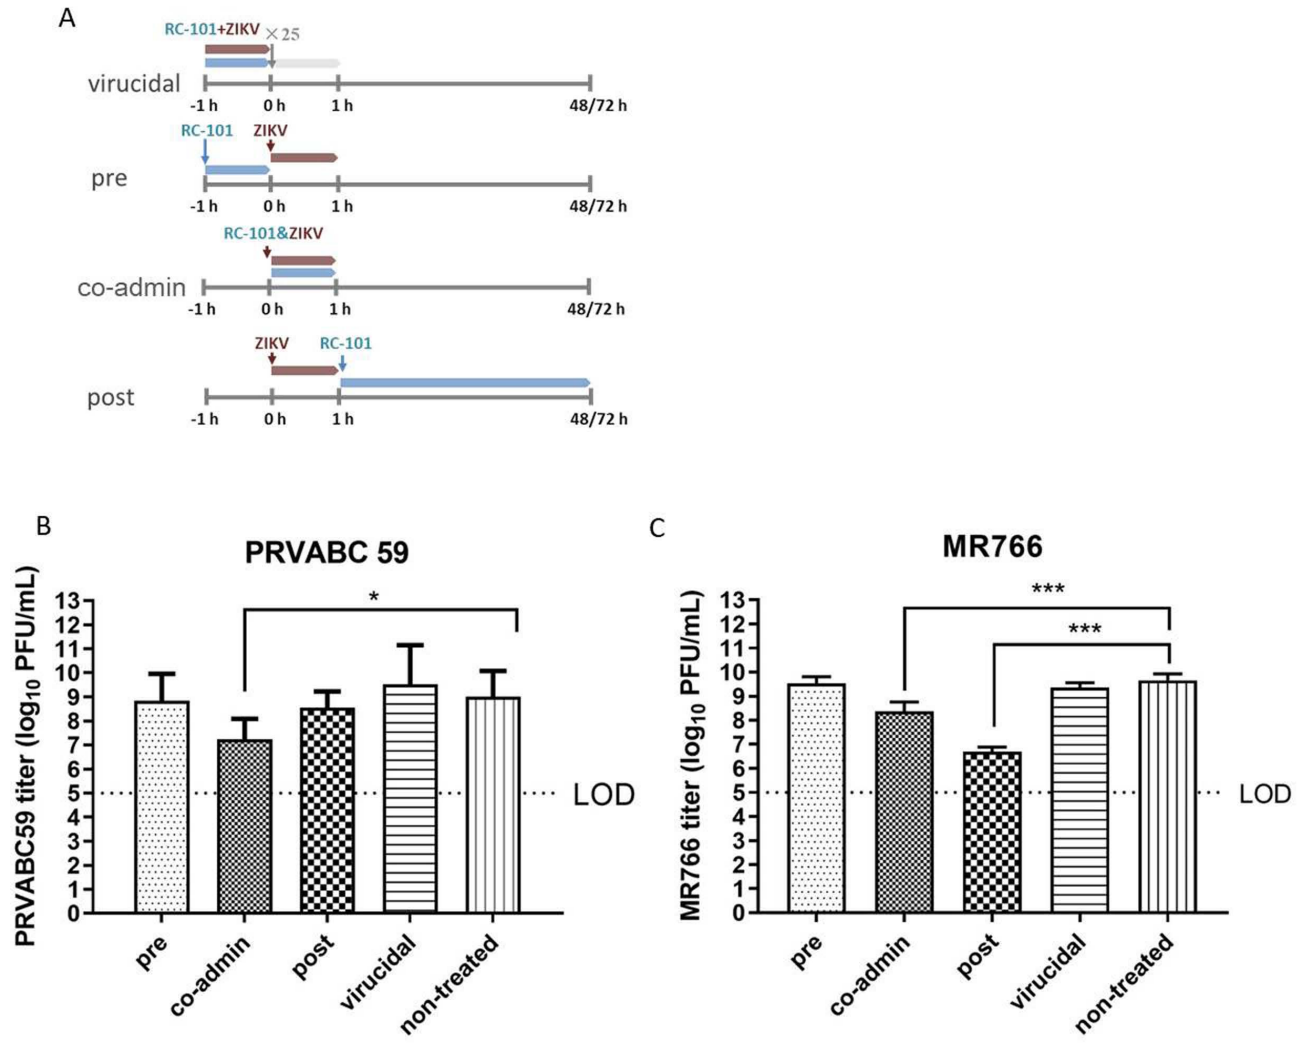 A
RC-101+ZIKV ×25
virucidal
-1 h 0 h 1 h 48/72 h
RC-101 ZIKV
pre
-1 h 0 h 1 h 48/72 h
RC-101&ZIKV
co-admin
-1 h 0 h 1 h 48/72 h
ZIKV RC-101
post
-1 h 0 h 1 h 48/72 h
B
PRVABC 59
PRVABC59 titer (log10 PFU/mL)
13
12
11
10
9
8
7
6
5
4
3
2
1
0
*
LOD
pre
co-admin
post
virucidal
non-treated
C
MR766
MR766 titer (log10 PFU/mL)
13
12
11
10
9
8
7
6
5
4
3
2
1
0
***
***
LOD
pre
co-admin
post
virucidal
non-treated